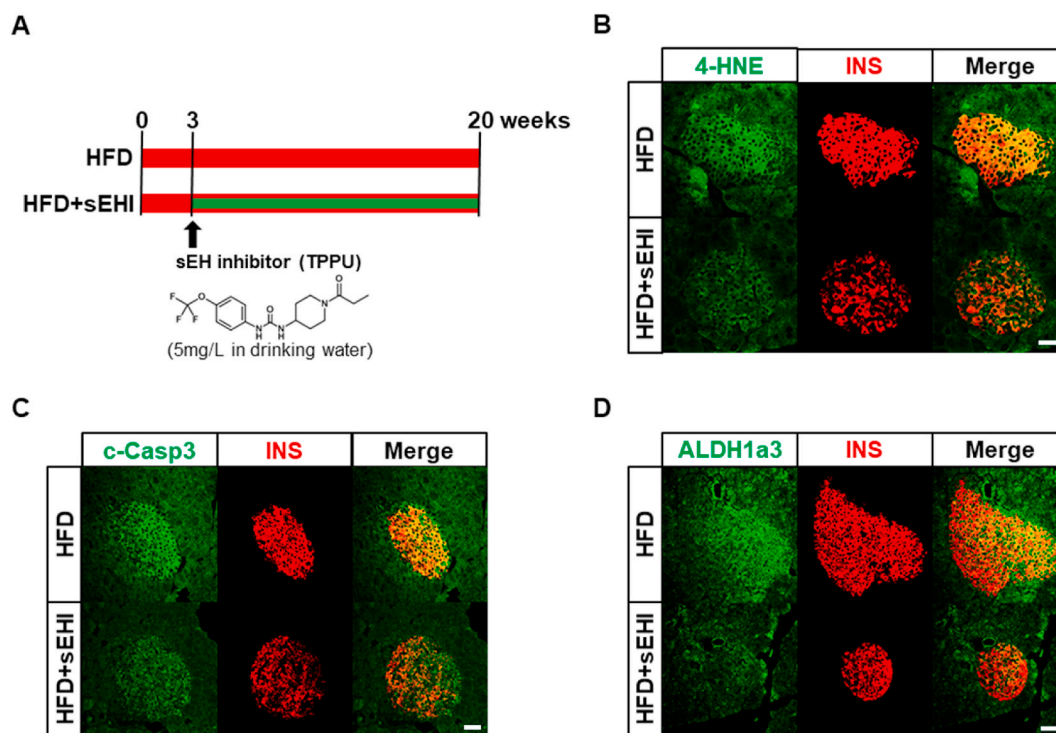 A
0 3 20 weeks
HFD
HFD+sEHI
sEH inhibitor (TPPU)
F
F
F
O
N
H
O
N
H
N
O
(5mg/L in drinking water)
B
4-HNE INS Merge
HFD
HFD+sEHI
C
c-Casp3 INS Merge
HFD
HFD+sEHI
D
ALDH1a3 INS Merge
HFD
HFD+sEHI